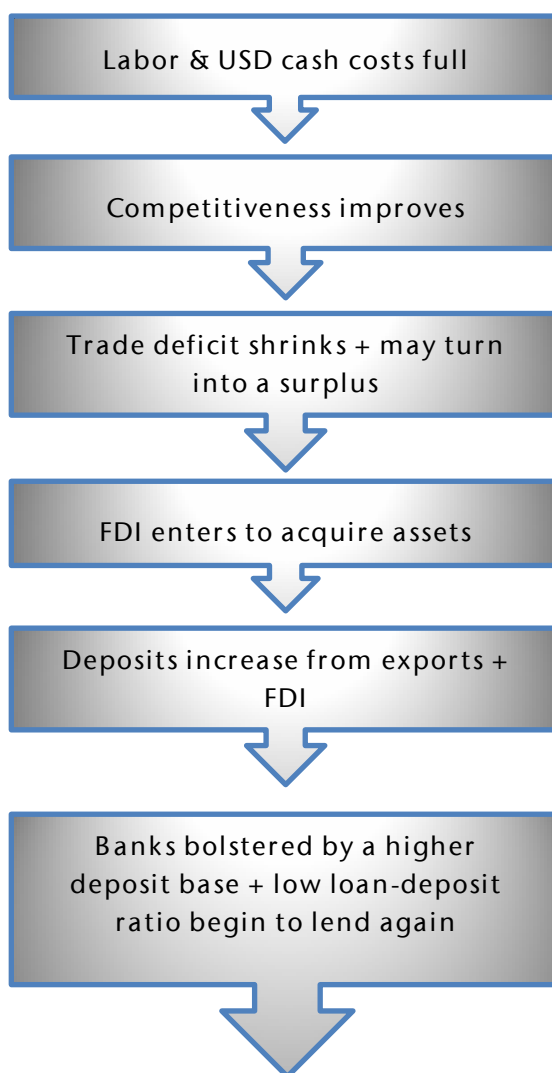 Labor & USD cash costs full
Competitiveness improves
Trade deficit shrinks + may turn
into a surplus
FDI enters to acquire assets
Deposits increase from exports +
FDI
Banks bolstered by a higher
deposit base + low loan-deposit
ratio begin to lend again